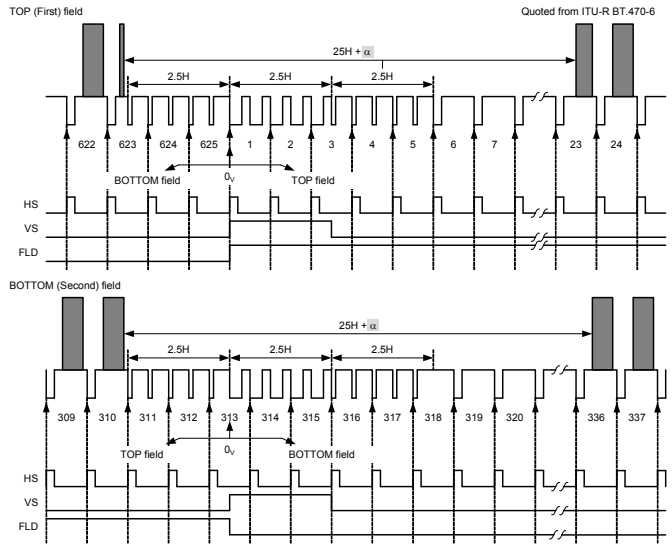 TOP (First) field
Quoted from ITU-R BT.470-6
25H + α
2.5H 2.5H 2.5H
622 623 624 625 1 2 3 4 5 6 7 23 24
BOTTOM field 0V TOP field
HS
VS
FLD
BOTTOM (Second) field
25H + α
2.5H 2.5H 2.5H
309 310 311 312 313 314 315 316 317 318 319 320 336 337
TOP field 0V BOTTOM field
HS
VS
FLD